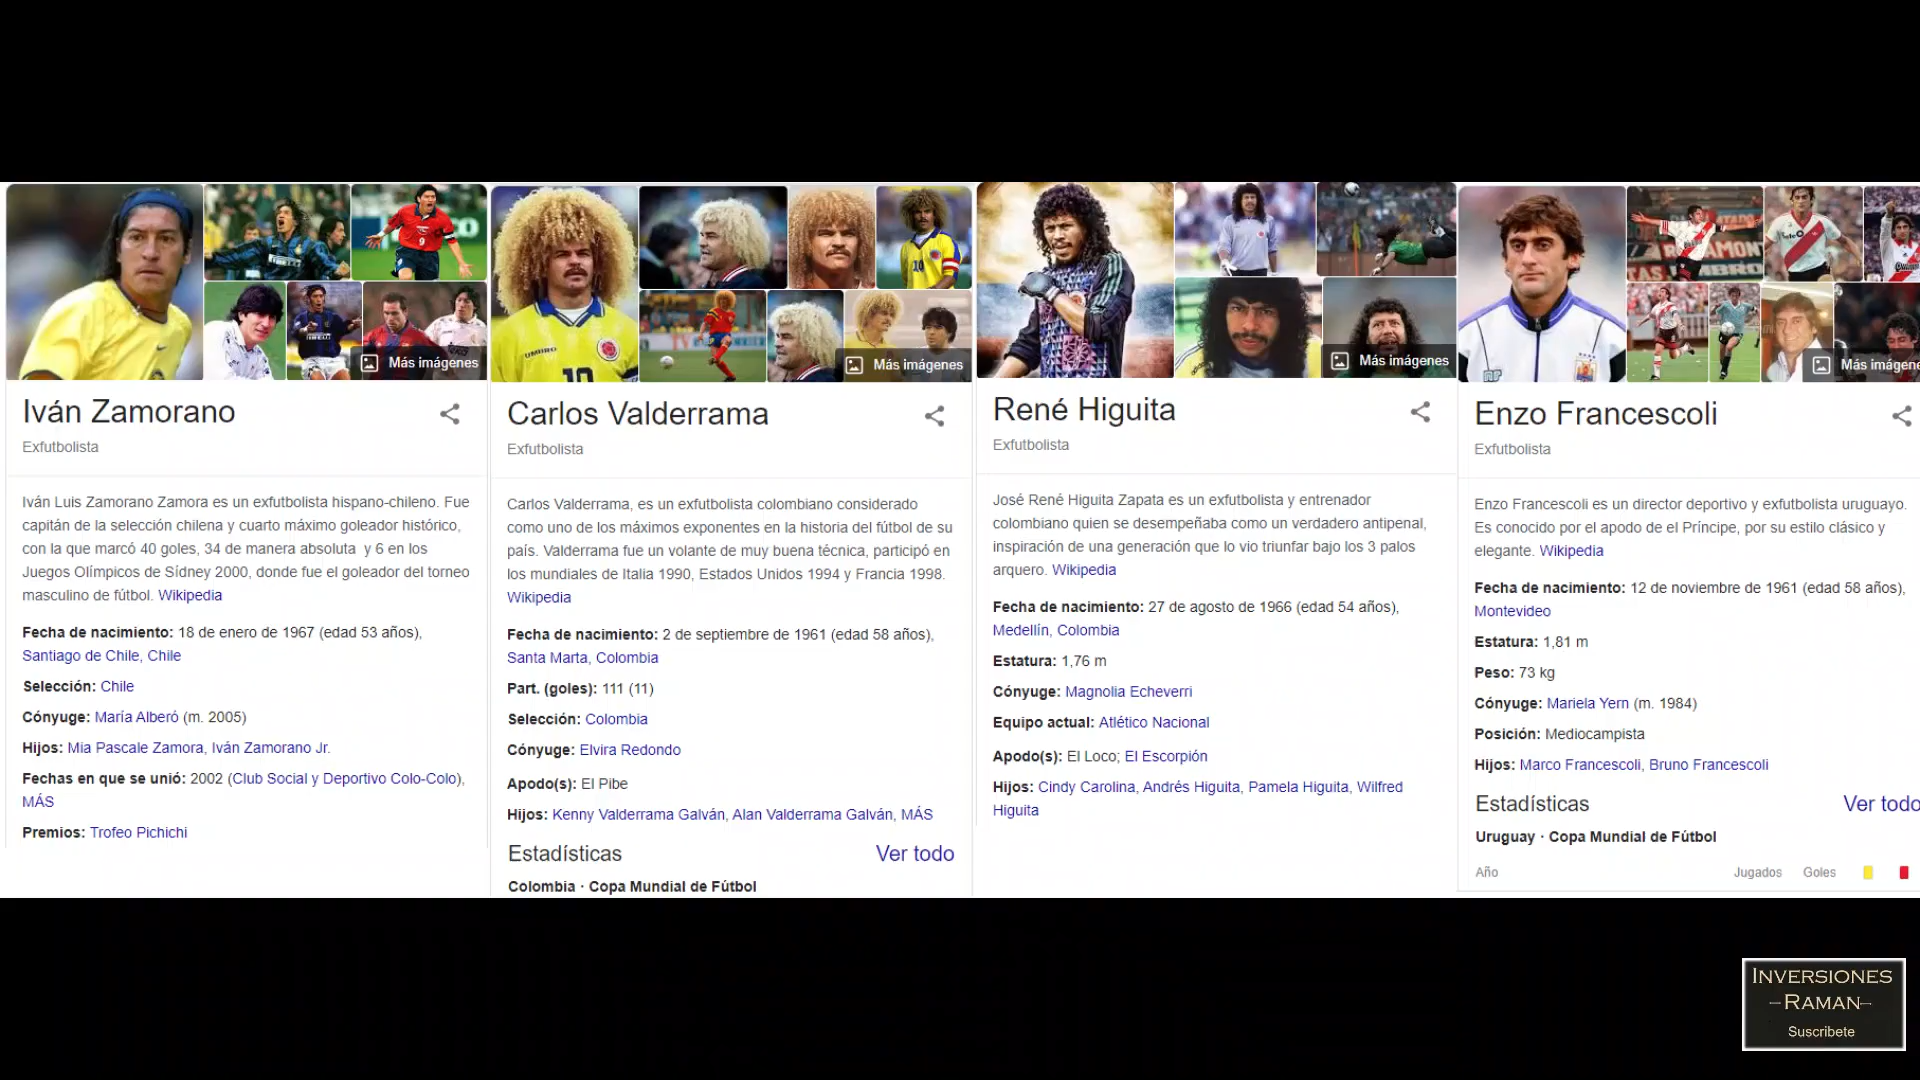 Más imágenes
Iván Zamorano
Exfutbolista
Iván Luis Zamorano Zamora es un exfutbolista hispano-chileno. Fue
capitán de la selección chilena y cuarto máximo goleador histórico,
con la que marcó 40 goles, 34 de manera absoluta y 6 en los
Juegos Olímpicos de Sídney 2000, donde fue el goleador del torneo
masculino de fútbol. Wikipedia
Fecha de nacimiento: 18 de enero de 1967 (edad 53 años),
Santiago de Chile, Chile
Selección: Chile
Cónyuge: María Alberó (m. 2005)
Hijos: Mia Pascale Zamora, Iván Zamorano Jr.
Fechas en que se unió: 2002 (Club Social y Deportivo Colo-Colo),
MÁS
Premios: Trofeo Pichichi
UMBRO
10
Más imágenes
Carlos Valderrama
Exfutbolista
Carlos Valderrama, es un exfutbolista colombiano considerado
como uno de los máximos exponentes en la historia del fútbol de su
país. Valderrama fue un volante de muy buena técnica, participó en
los mundiales de Italia 1990, Estados Unidos 1994 y Francia 1998.
Wikipedia
Fecha de nacimiento: 2 de septiembre de 1961 (edad 58 años),
Santa Marta, Colombia
Part. (goles): 111 (11)
Selección: Colombia
Cónyuge: Elvira Redondo
Apodo(s): El Pibe
Hijos: Kenny Valderrama Galván, Alan Valderrama Galván, MÁS
Estadísticas
Ver todo
Colombia · Copa Mundial de Fútbol
Más imágenes
René Higuita
Exfutbolista
José René Higuita Zapata es un exfutbolista y entrenador
colombiano quien se desempeñaba como un verdadero antipenal,
inspiración de una generación que lo vio triunfar bajo los 3 palos
arquero. Wikipedia
Fecha de nacimiento: 27 de agosto de 1966 (edad 54 años),
Medellín, Colombia
Estatura: 1,76 m
Cónyuge: Magnolia Echeverri
Equipo actual: Atlético Nacional
Apodo(s): El Loco; El Escorpión
Hijos: Cindy Carolina, Andrés Higuita, Pamela Higuita, Wilfred
Higuita
Más imágene
Enzo Francescoli
Exfutbolista
Enzo Francescoli es un director deportivo y exfutbolista uruguayo.
Es conocido por el apodo de el Príncipe, por su estilo clásico y
elegante. Wikipedia
Fecha de nacimiento: 12 de noviembre de 1961 (edad 58 años),
Montevideo
Estatura: 1,81 m
Peso: 73 kg
Cónyuge: Mariela Yern (m. 1984)
Posición: Mediocampista
Hijos: Marco Francescoli, Bruno Francescoli
Estadísticas
Ver todo
Uruguay · Copa Mundial de Fútbol
Año
Jugados
Goles
INVERSIONES
-RAMAN-
Suscribete